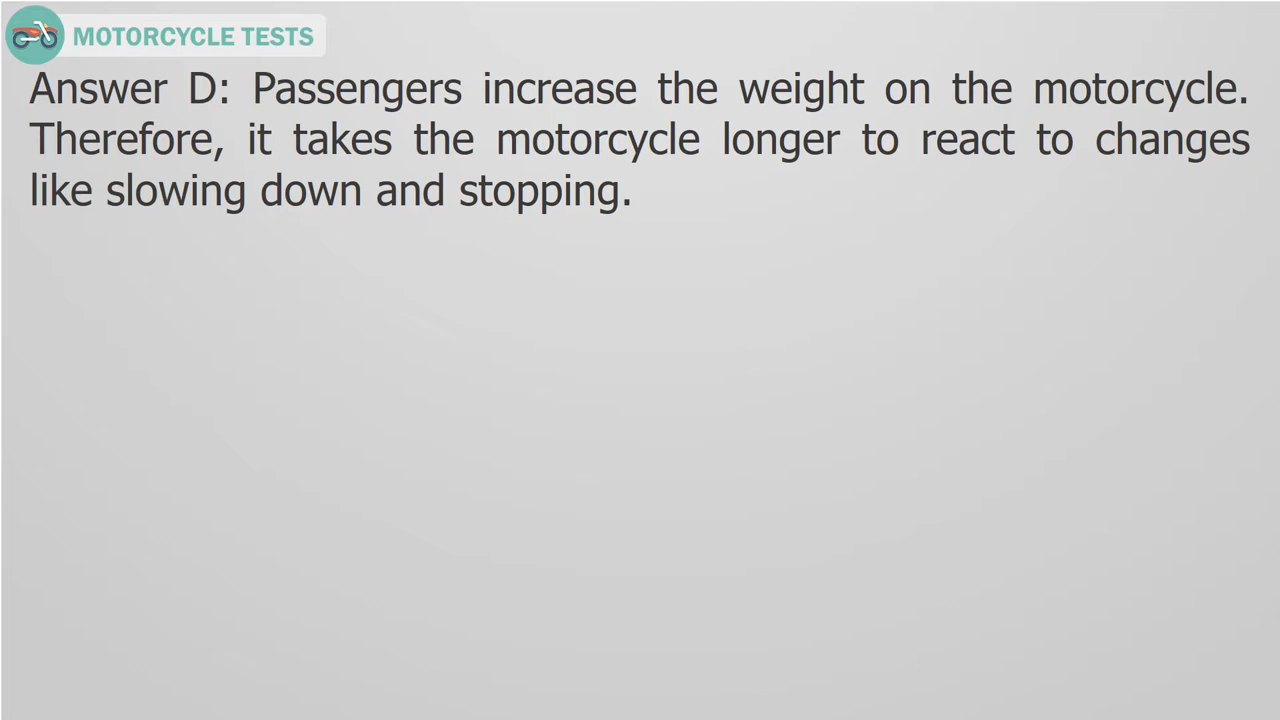 MOTORCYCLE TESTS
Answer D: Passengers increase the weight on the motorcycle.
Therefore, it takes the motorcycle longer to react to changes
like slowing down and stopping.